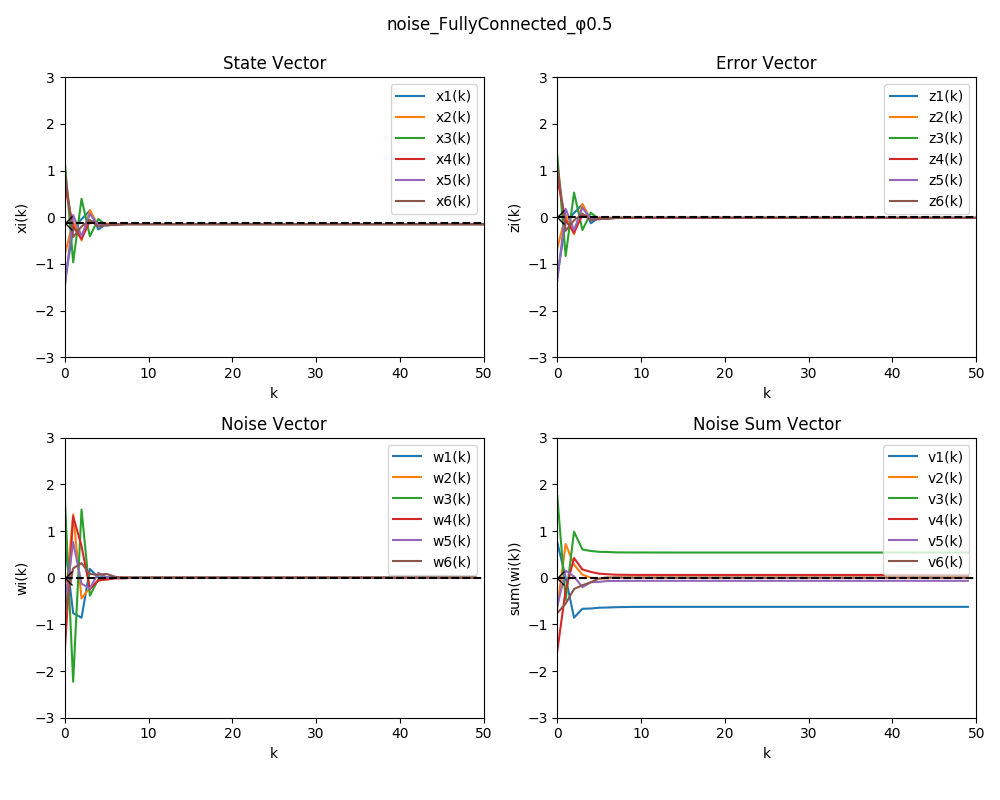 noise_FullyConnected_φ0.5
State Vector
3
2
1
0
−1
−2
−3
xi(k)
x1(k)
x2(k)
x3(k)
x4(k)
x5(k)
x6(k)
0 10 20 30 40 50
k
Error Vector
3
2
1
0
−1
−2
−3
zi(k)
z1(k)
z2(k)
z3(k)
z4(k)
z5(k)
z6(k)
0 10 20 30 40 50
k
Noise Vector
3
2
1
0
−1
−2
−3
wi(k)
w1(k)
w2(k)
w3(k)
w4(k)
w5(k)
w6(k)
0 10 20 30 40 50
k
Noise Sum Vector
3
2
1
0
−1
−2
−3
sum(wi(k))
v1(k)
v2(k)
v3(k)
v4(k)
v5(k)
v6(k)
0 10 20 30 40 50
k